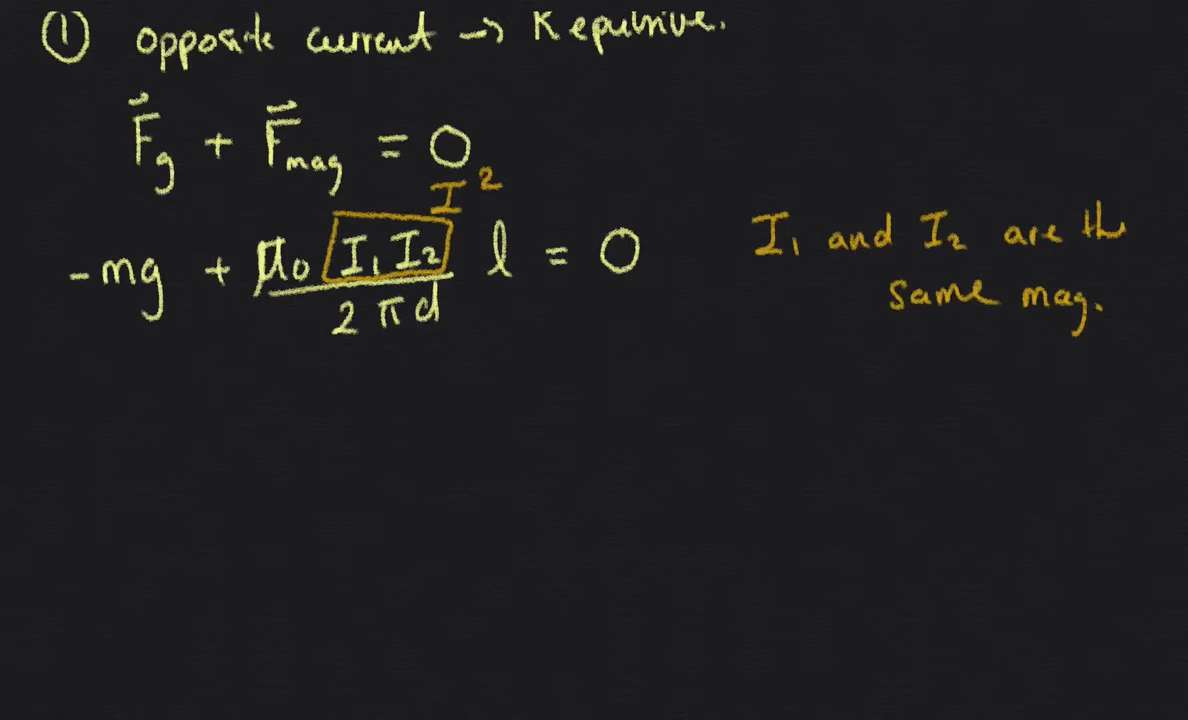 ① opposite current → Repulsive.
F⃗g + F⃗mag = 0
I²
-mg + μ₀ I₁ I₂ / 2πd l = 0
I₁ and I₂ are the
same mag.